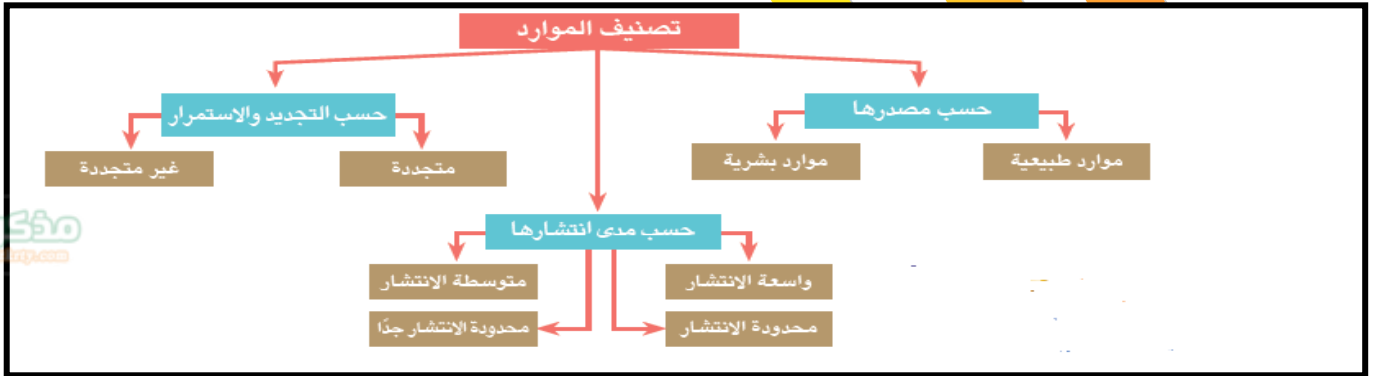 تصنيف الموارد
حسب مصدرها
حسب التجديد والاستمرار
موارد طبيعية
موارد بشرية
متجددة
غير متجددة
حسب مدى انتشارها
واسعة الانتشار
متوسطة الانتشار
محدودة الانتشار
محدودة الانتشار جدًا